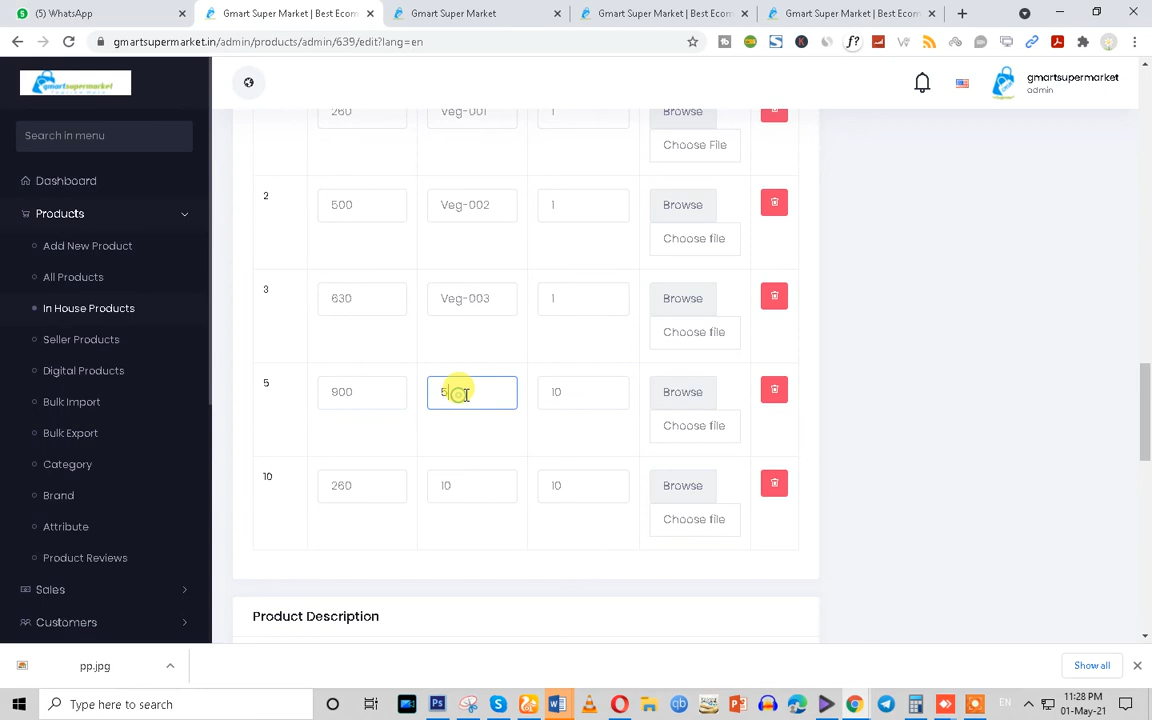 (5) WhatsApp
Gmart Super Market | Best Ecom
Gmart Super Market
Gmart Super Market | Best Ecom
Gmart Super Market | Best Ecom
gmartsupermarket.in/admin/products/admin/639/edit?lang=en
gmartsupermarket
gmartsupermarket
admin
Search in menu
Dashboard
Products
Add New Product
All Products
In House Products
Seller Products
Digital Products
Bulk Import
Bulk Export
Category
Brand
Attribute
Product Reviews
Sales
Customers
260 Veg-001 1 Browse
Choose File
2 500 Veg-002 1 Browse
Choose file
3 630 Veg-003 1 Browse
Choose file
5 900 5 10 Browse
Choose file
10 260 10 10 Browse
Choose file
Product Description
pp.jpg
Show all
Type here to search
EN
11:28 PM
01-May-21